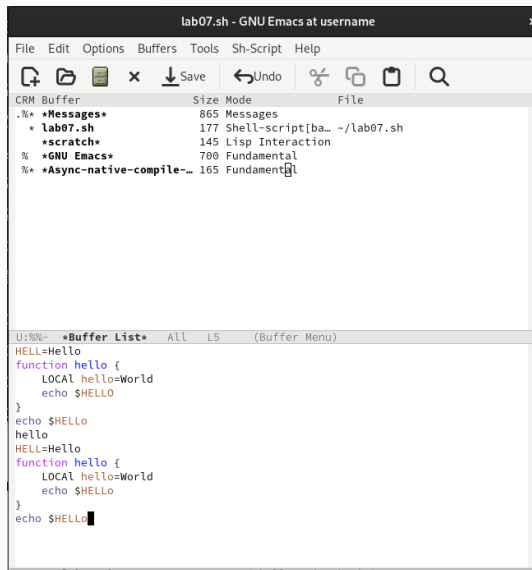 lab07.sh - GNU Emacs at username
File Edit Options Buffers Tools Sh-Script Help
Save Undo
CRM Buffer Size Mode File
.%* *Messages* 865 Messages
* lab07.sh 177 Shell-script[ba… ~/lab07.sh
*scratch* 145 Lisp Interaction
% *GNU Emacs* 700 Fundamental
%* *Async-native-compile-… 165 Fundamental
U:%%- *Buffer List* All L5 (Buffer Menu)
HELL=Hello
function hello {
LOCAl hello=World
echo $HELLO
}
echo $HELLo
hello
HELL=Hello
function hello {
LOCAl hello=World
echo $HELLo
}
echo $HELLo